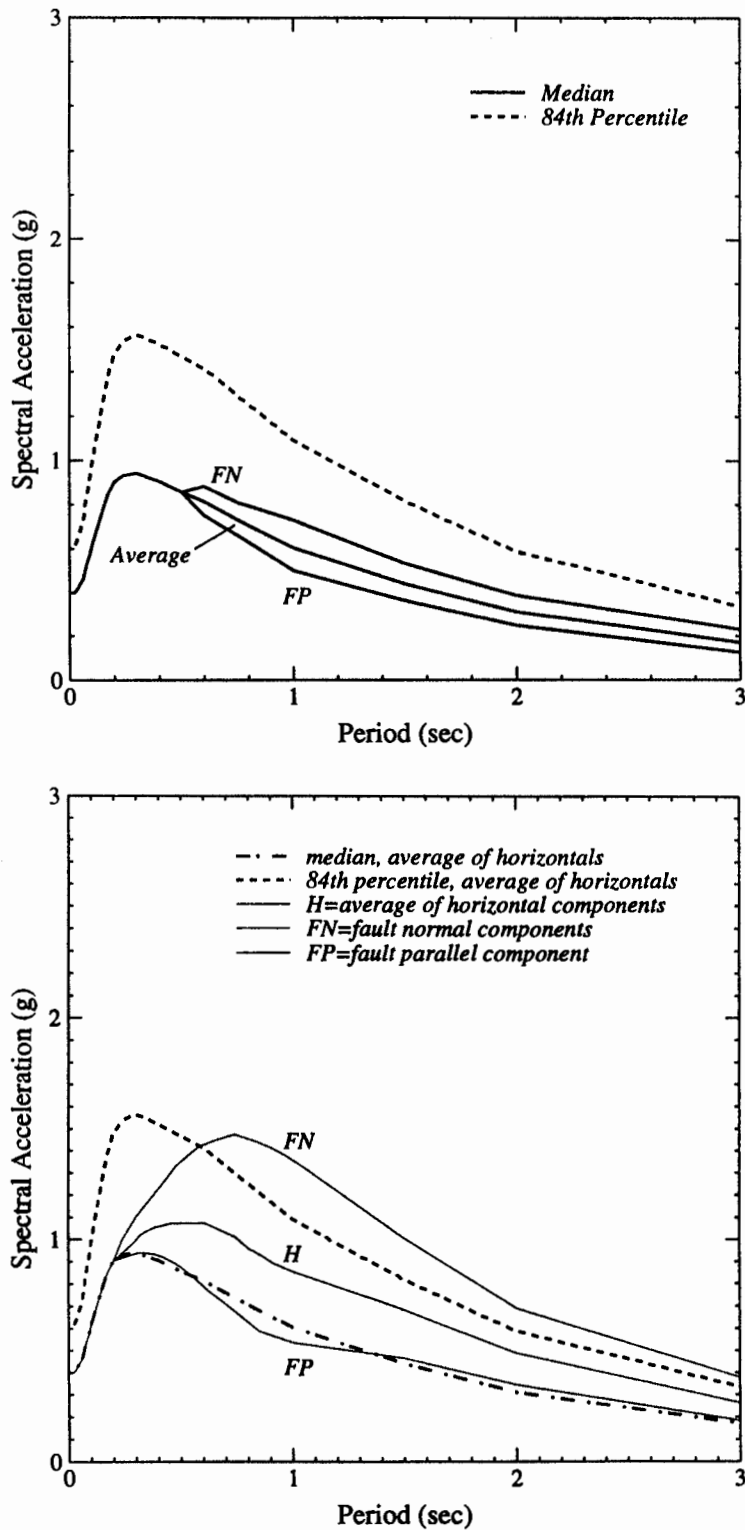 3
Median
84th Percentile
2
Spectral Acceleration (g)
1
FN
Average
FP
0
0 1 2 3
Period (sec)
3
median, average of horizontals
84th percentile, average of horizontals
H=average of horizontal components
FN=fault normal components
FP=fault parallel component
2
Spectral Acceleration (g)
FN
1
H
FP
0
0 1 2 3
Period (sec)